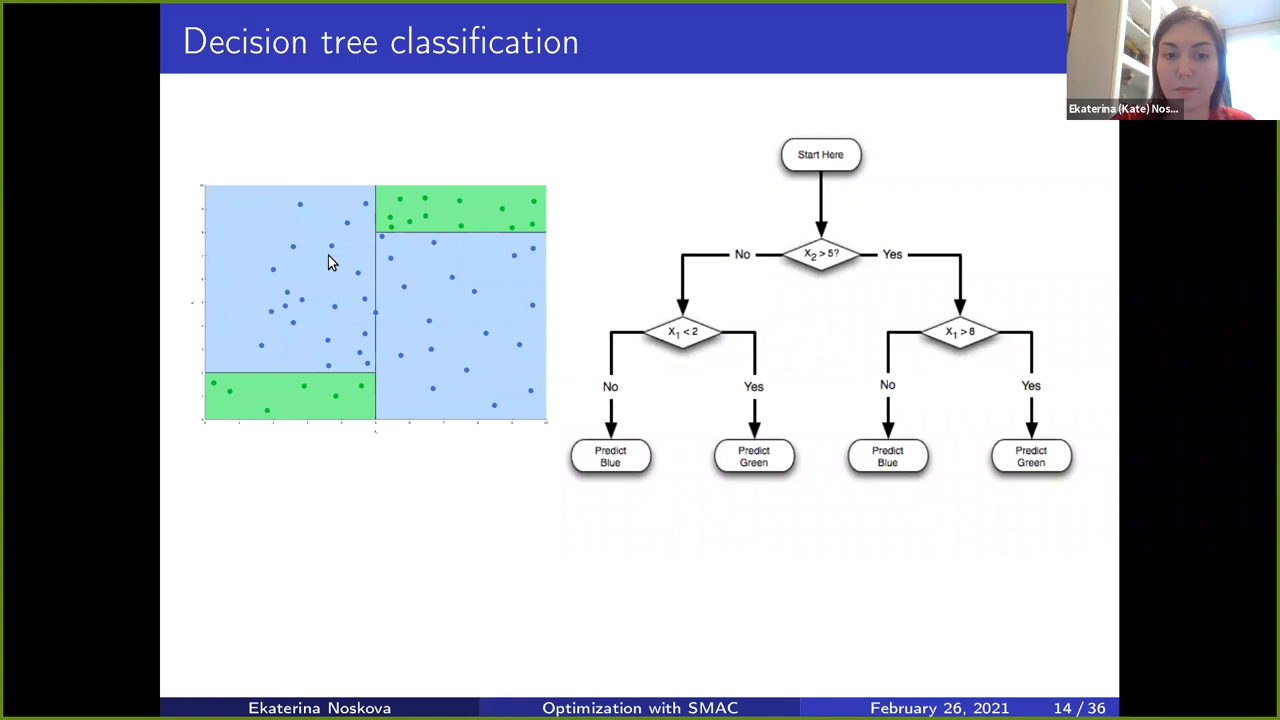 Decision tree classification
Ekaterina (Kate) Nos...
Start Here
X2 > 5?
No
Yes
X1 < 2
X1 > 8
No
Yes
No
Yes
Predict
Blue
Predict
Green
Predict
Blue
Predict
Green
Ekaterina Noskova
Optimization with SMAC
February 26, 2021
14 / 36